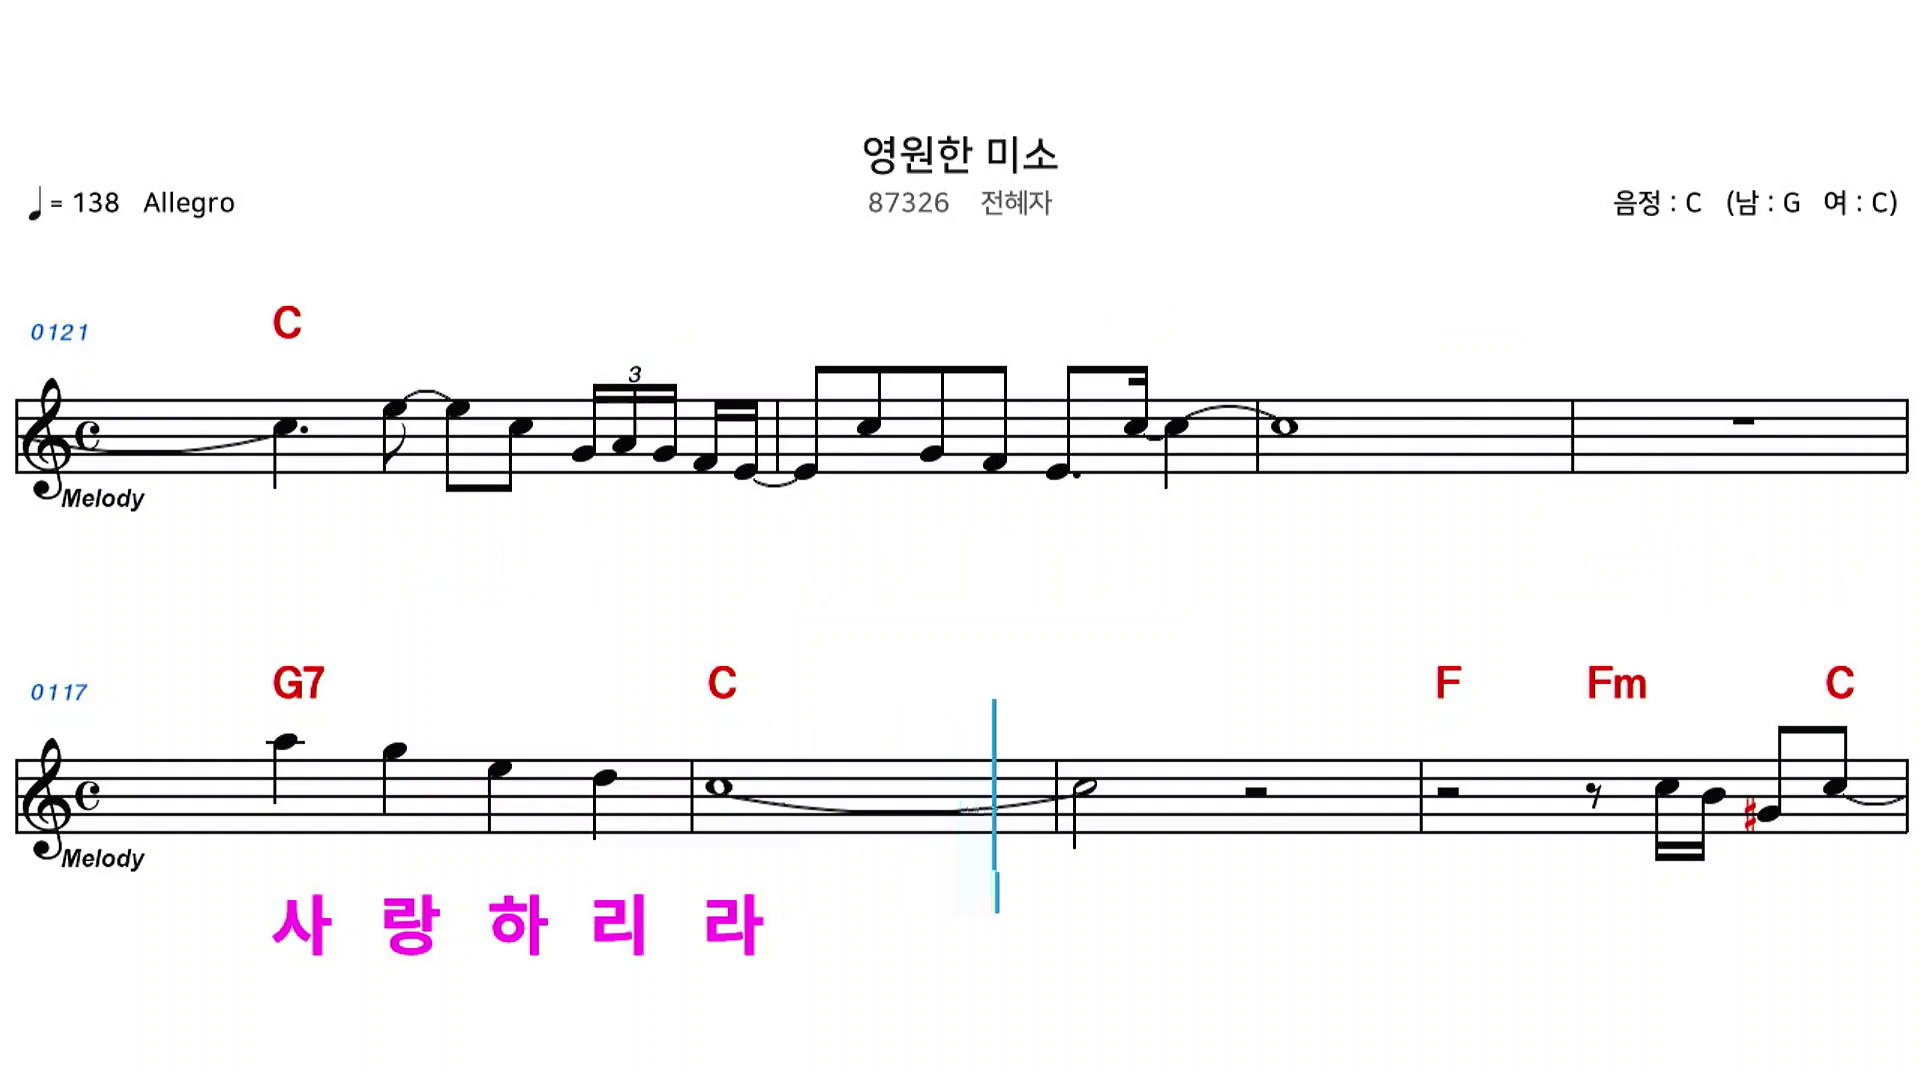 영원한 미소
♩= 138 Allegro 87326 전혜자 음정 : C (남 : G 여 : C)
0121 C
3
Melody
0117 G7 C F Fm C
Melody
사 랑 하 리 라